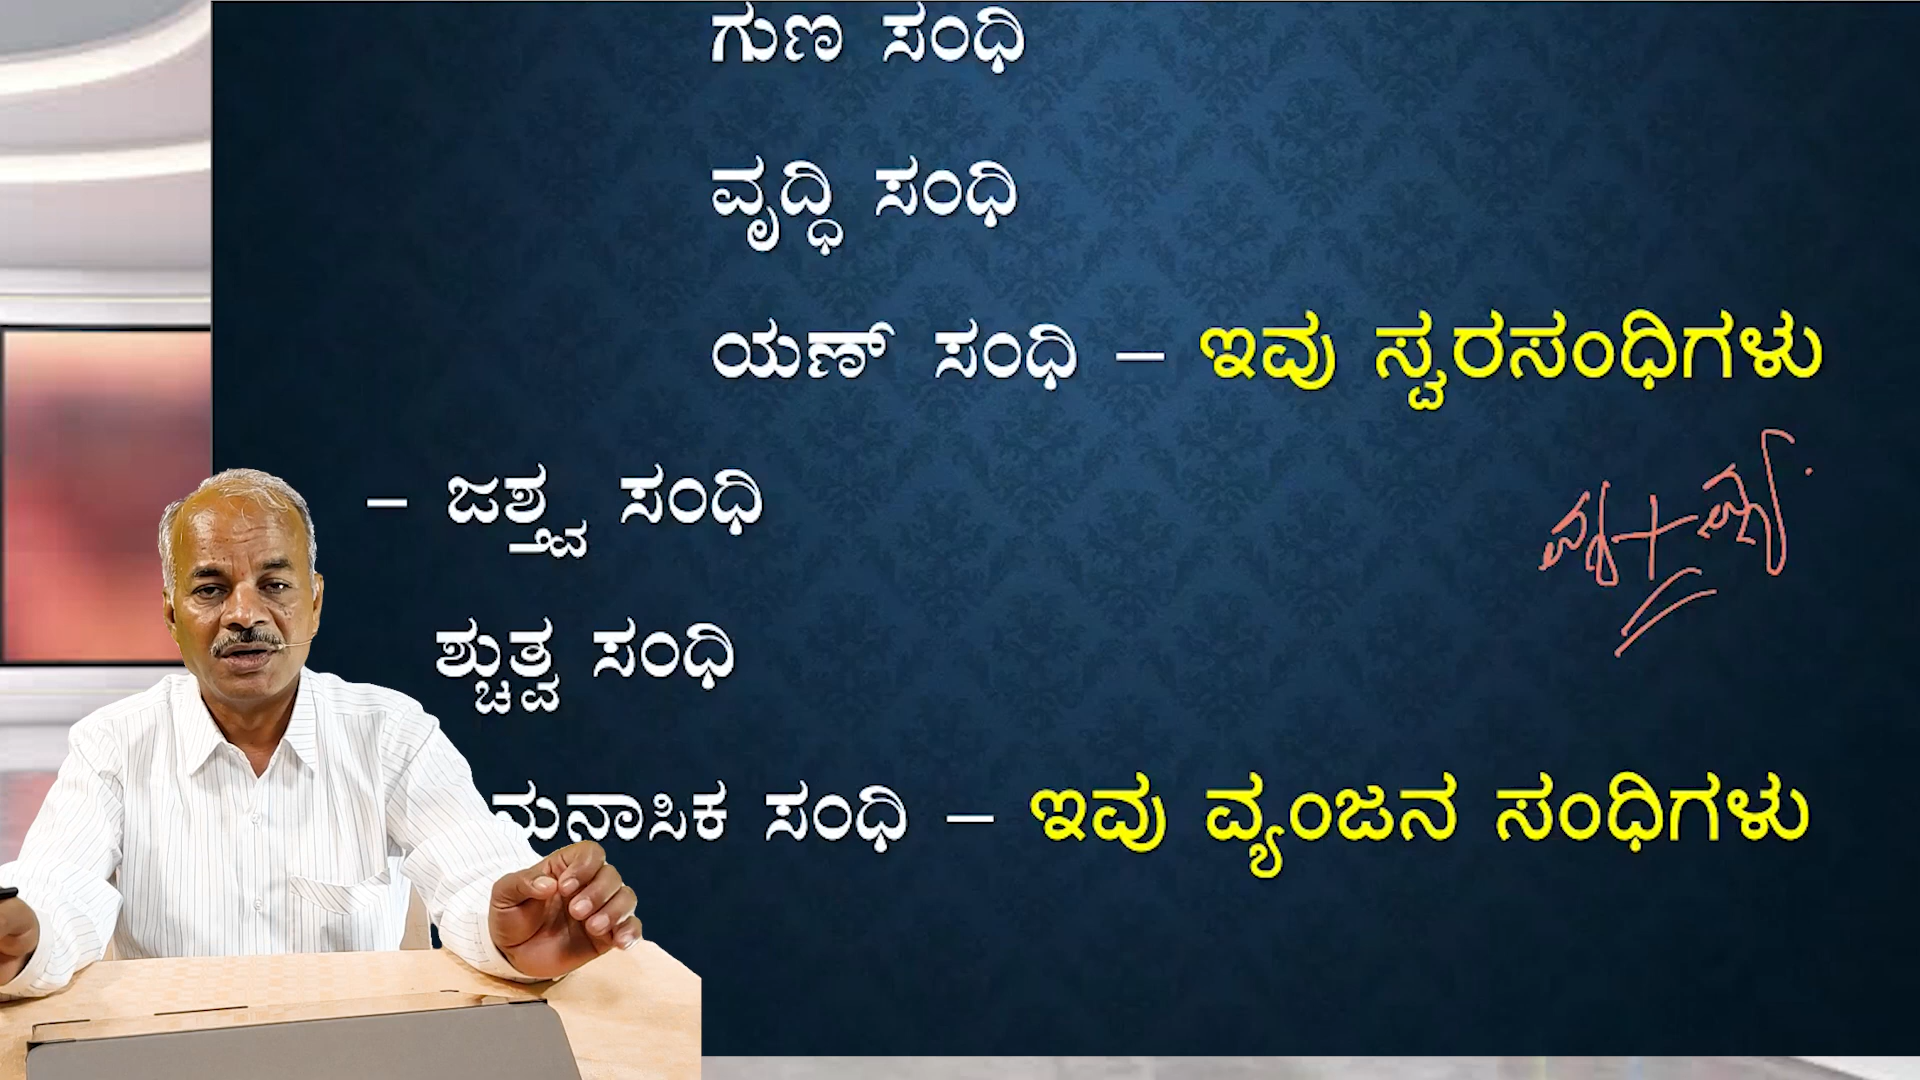 ಗುಣ ಸಂಧಿ
ವೃದ್ಧಿ ಸಂಧಿ
ಯಣ್ ಸಂಧಿ – ಇವು ಸ್ವರಸಂಧಿಗಳು
– ಜಶ್ತ್ವ ಸಂಧಿ
ಶ್ಚುತ್ವ ಸಂಧಿ
ಸಂಧಿ – ಇವು ವ್ಯಂಜನ ಸಂಧಿಗಳು